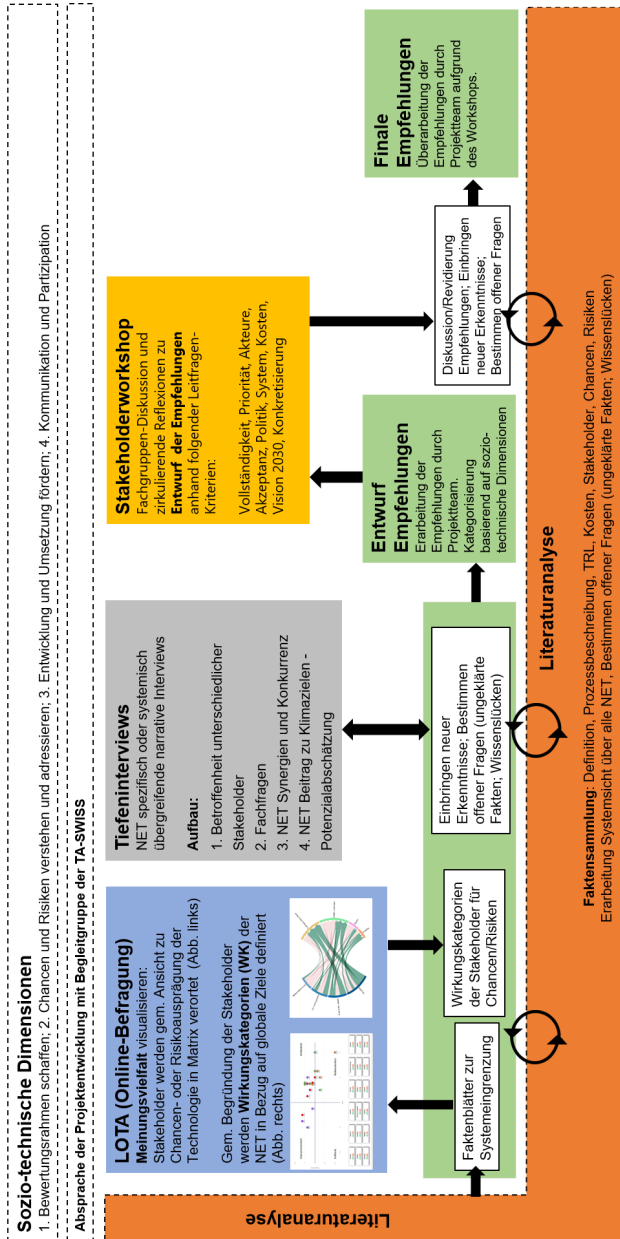 Sozio-technische Dimensionen
1. Bewertungsrahmen schaffen; 2. Chancen und Risiken verstehen und adressieren; 3. Entwicklung und Umsetzung fördern; 4. Kommunikation und Partizipation
Absprache der Projektentwicklung mit Begleitgruppe der TA-SWISS
LOTA (Online-Befragung)
Meinungsvielfalt visualisieren:
Stakeholder werden gem. Ansicht zu
Chancen- oder Risikoausprägung der
Technologie in Matrix verortet (Abb. links)
Gem. Begründung der Stakeholder
werden Wirkungskategorien (WK) der
NET in Bezug auf globale Ziele definiert
(Abb. rechts)
Tiefeninterviews
NET spezifisch oder systemisch
übergreifende narrative Interviews
Aufbau:
1. Betroffenheit unterschiedlicher
Stakeholder
2. Fachfragen
3. NET Synergien und Konkurrenz
4. NET Beitrag zu Klimazielen -
Potenzialabschätzung
Stakeholderworkshop
Fachgruppen-Diskussion und
zirkulierende Reflexionen zu
Entwurf der Empfehlungen
anhand folgender Leitfragen-
Kriterien:
Vollständigkeit, Priorität, Akteure,
Akzeptanz, Politik, System, Kosten,
Vision 2030, Konkretisierung
Faktenblätter zur
Systemeingrenzung
Wirkungskategorien
der Stakeholder für
Chancen/Risiken
Einbringen neuer
Erkenntnisse; Bestimmen
offener Fragen (ungeklärte
Fakten; Wissenslücken)
Entwurf
Empfehlungen
Erarbeitung der
Empfehlungen durch
Projektteam.
Kategorisierung
basierend auf sozio-
technische Dimensionen
Diskussion/Revidierung
Empfehlungen; Einbringen
neuer Erkenntnisse;
Bestimmen offener Fragen
Finale
Empfehlungen
Überarbeitung der
Empfehlungen durch
Projektteam aufgrund
des Workshops.
Literaturanalyse
Literaturanalyse
Faktensammlung: Definition, Prozessbeschreibung, TRL, Kosten, Stakeholder, Chancen, Risiken
Erarbeitung Systemsicht über alle NET, Bestimmen offener Fragen (ungeklärte Fakten; Wissenslücken)